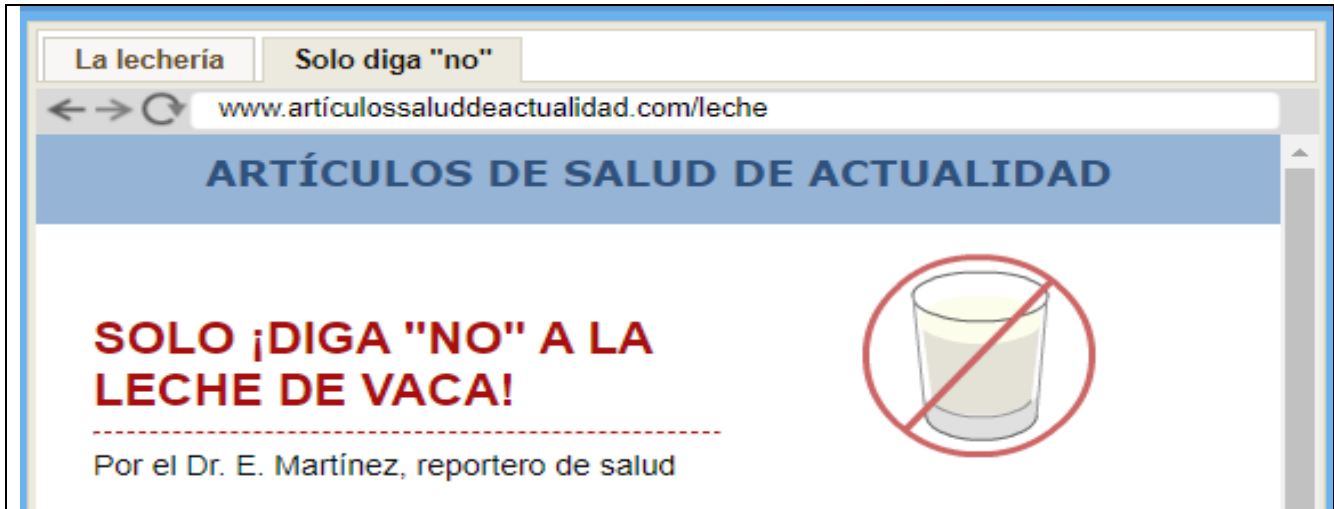 La lechería Solo diga "no"
www.artículossaluddeactualidad.com/leche
ARTÍCULOS DE SALUD DE ACTUALIDAD
SOLO ¡DIGA "NO" A LA
LECHE DE VACA!
Por el Dr. E. Martínez, reportero de salud